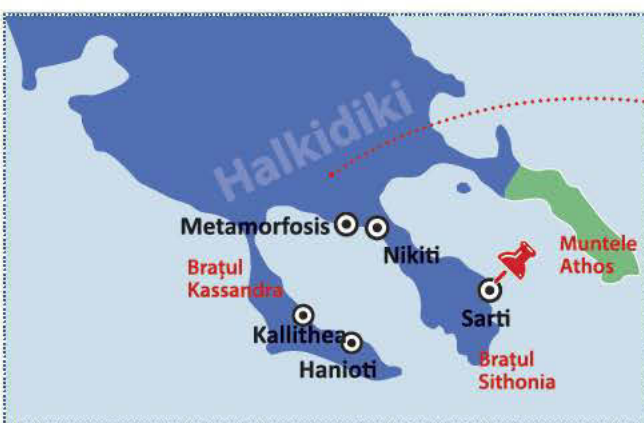 Halkidiki
Metamorfosis
Nikiti
Muntele
Athos
Brațul
Kassandra
Sarti
Kallithea
Hanioti
Brațul
Sithonia